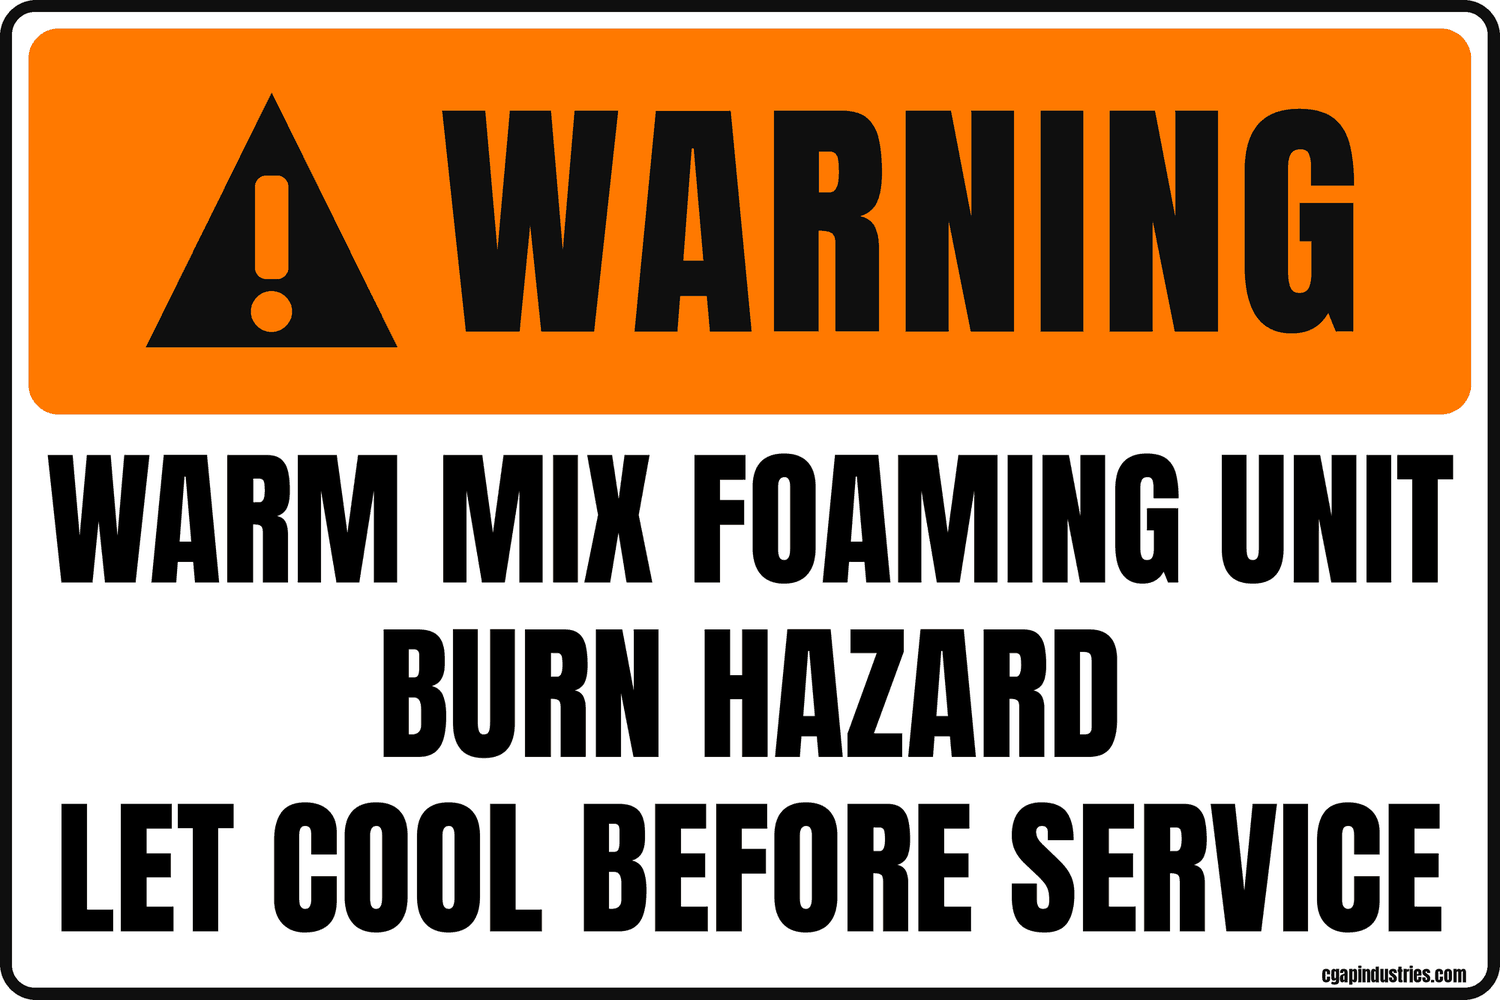 WARNING
WARM MIX FOAMING UNIT
BURN HAZARD
LET COOL BEFORE SERVICE
cgapindustries.com